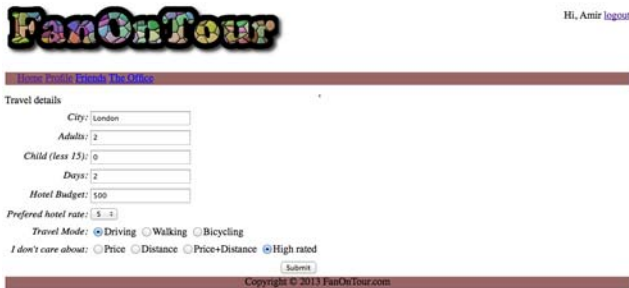 FanOnTour
Hi, Amir logout
Home Profile Friends The Office
Travel details
City: London
Adults: 2
Child (less 15): 0
Days: 2
Hotel Budget: 500
Prefered hotel rate: 5
Travel Mode: Driving Walking Bicycling
I don't care about: Price Distance Price+Distance High rated
Submit
Copyright © 2013 FanOnTour.com